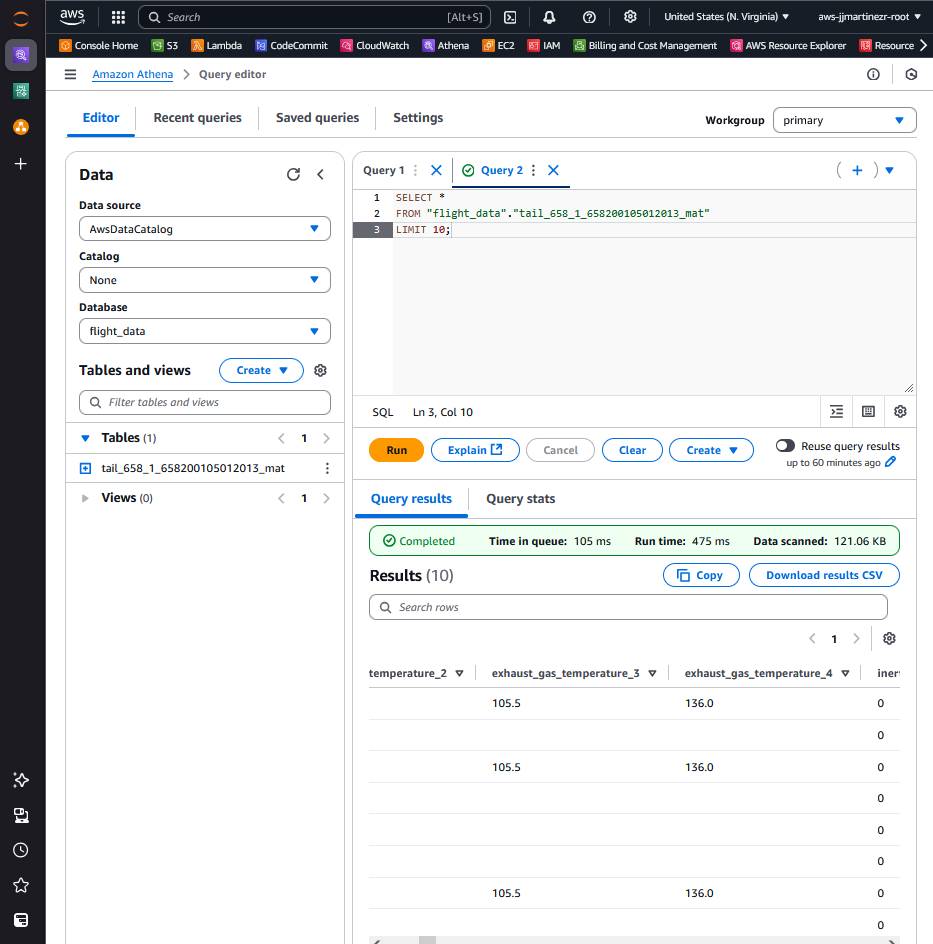 aws
Search [Alt+S]
United States (N. Virginia)
aws-jjmartinezr-root
Console Home S3 Lambda CodeCommit CloudWatch Athena EC2 IAM Billing and Cost Management AWS Resource Explorer Resource
Amazon Athena Query editor
Editor Recent queries Saved queries Settings
Workgroup primary
Data
Data source
AwsDataCatalog
Catalog
None
Database
flight_data
Tables and views Create
Filter tables and views
Tables (1) 1
tail_658_1_658200105012013_mat
Views (0) 1
Query 1 Query 2
1 SELECT *
2 FROM "flight_data"."tail_658_1_658200105012013_mat"
3 LIMIT 10;
SQL Ln 3, Col 10
Run Explain Cancel Clear Create
Reuse query results
up to 60 minutes ago
Query results Query stats
Completed Time in queue: 105 ms Run time: 475 ms Data scanned: 121.06 KB
Results (10) Copy Download results CSV
Search rows
1
temperature_2 exhaust_gas_temperature_3 exhaust_gas_temperature_4 iner
105.5 136.0 0
0
105.5 136.0 0
0
0
0
105.5 136.0 0
0